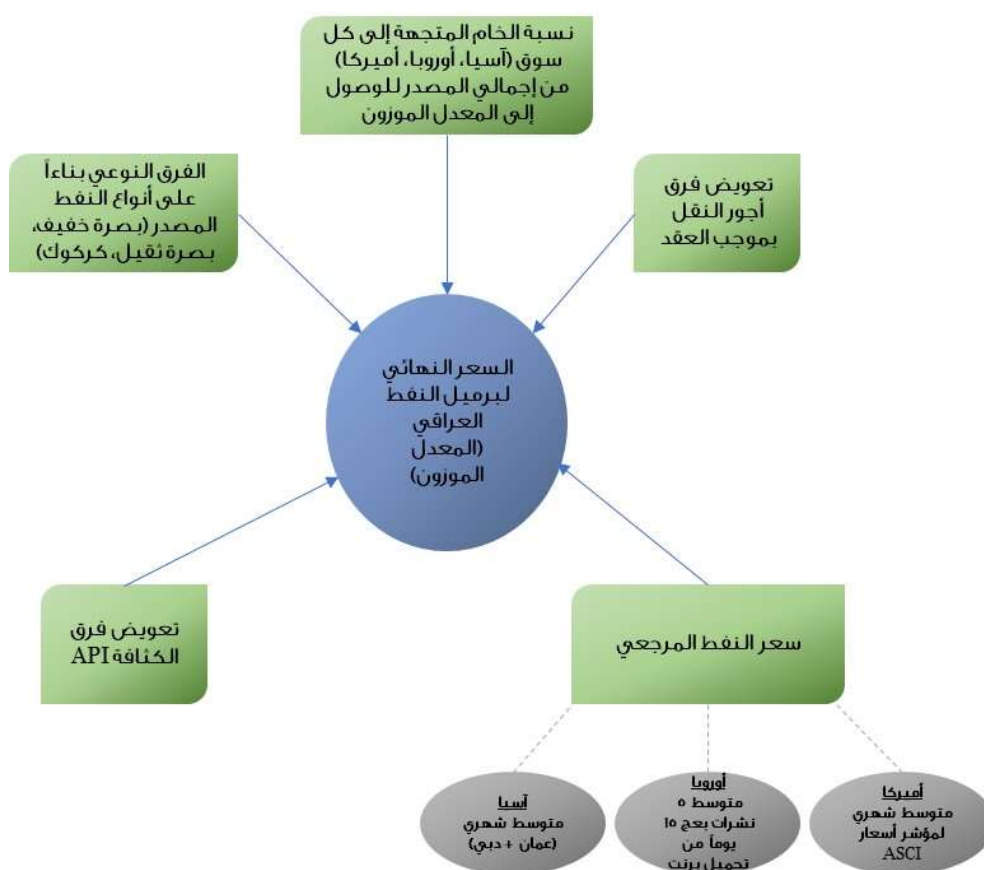 نسبة الخام المتجهة إلى كل
سوق (آسيا، أوروبا، أميركا)
من إجمالي المصدر للوصول
إلى المعدل الموزون
تعويض فرق
أجور النقل
بموجب العقد
الفرق النوعي بناءاً
على أنواع النفط
المصدر (بصرة خفيف،
بصرة ثقيل، كركوك)
السعر النهائي
لبرميل النفط
العراقي
(المعدل
الموزون)
سعر النفط المرجعي
تعويض فرق
الكثافة API
أميركا
متوسط شهري
لمؤشر أسعار
ASCI
أوروبا
متوسط ٥
نشرات بعج ١٥
يوماً من
تحميل برنت
آسيا
متوسط شهري
(عمان + دبي)